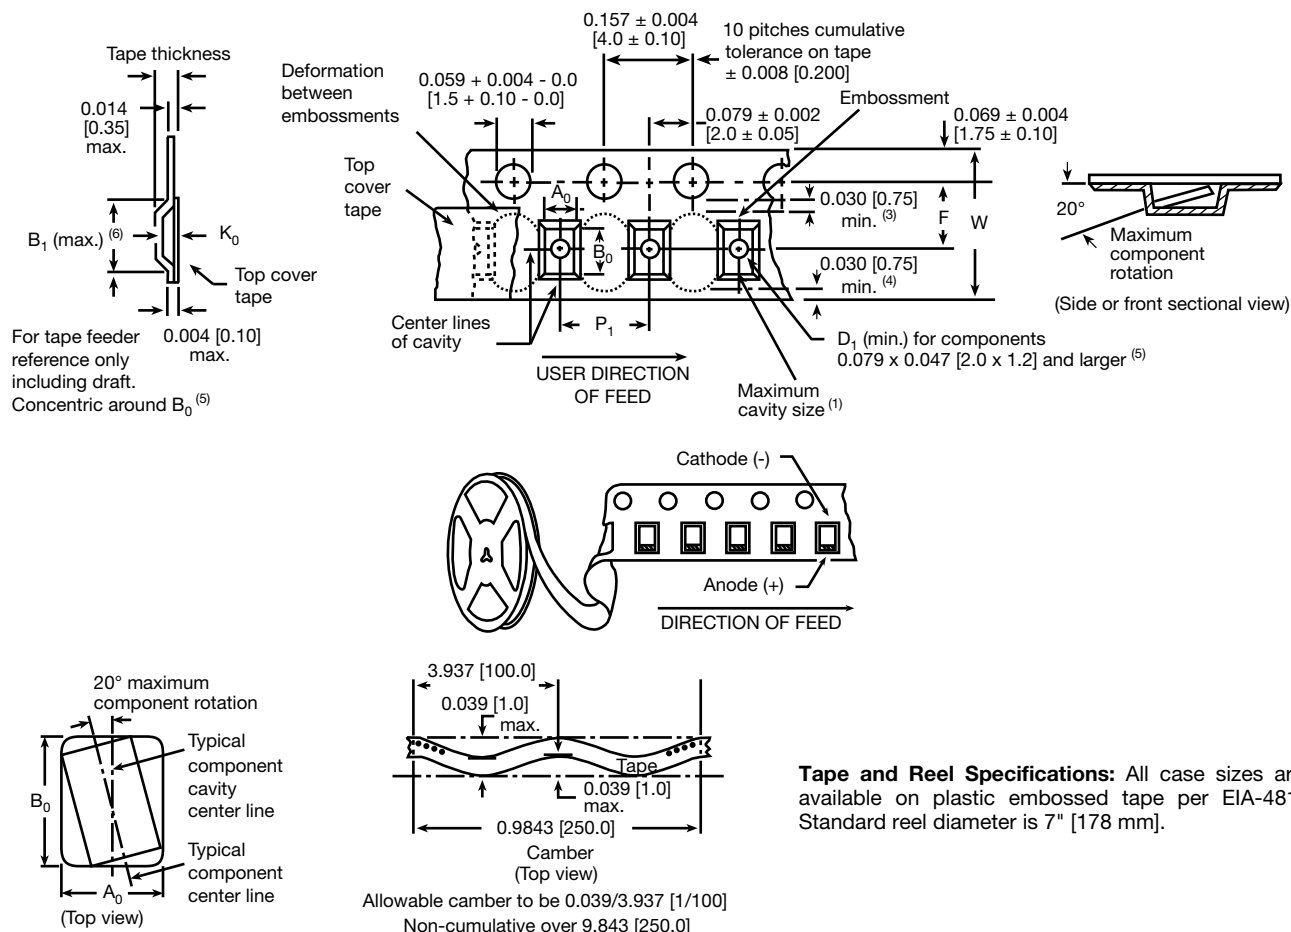 Tape thickness
0.014
[0.35]
max.
B1 (max.) (6)
K0
Top cover
tape
For tape feeder
reference only
including draft.
Concentric around B0 (5)
0.004 [0.10]
max.
Deformation
between
embossments
Top
cover
tape
0.059 + 0.004 - 0.0
[1.5 + 0.10 - 0.0]
0.157 ± 0.004
[4.0 ± 0.10]
10 pitches cumulative
tolerance on tape
± 0.008 [0.200]
0.079 ± 0.002
[2.0 ± 0.05]
Embossment
0.069 ± 0.004
[1.75 ± 0.10]
A0
B0
0.030 [0.75]
min. (3)
F
W
0.030 [0.75]
min. (4)
Center lines
of cavity
P1
USER DIRECTION
OF FEED
D1 (min.) for components
0.079 x 0.047 [2.0 x 1.2] and larger (5)
Maximum
cavity size (1)
20°
Maximum
component
rotation
(Side or front sectional view)
Cathode (-)
Anode (+)
DIRECTION OF FEED
20° maximum
component rotation
Typical
component
cavity
center line
B0
Typical
component
center line
A0
(Top view)
3.937 [100.0]
0.039 [1.0]
max.
Tape
0.039 [1.0]
max.
0.9843 [250.0]
Camber
(Top view)
Allowable camber to be 0.039/3.937 [1/100]
Non-cumulative over 9.843 [250.0]
Tape and Reel Specifications: All case sizes ar
available on plastic embossed tape per EIA-481
Standard reel diameter is 7" [178 mm].